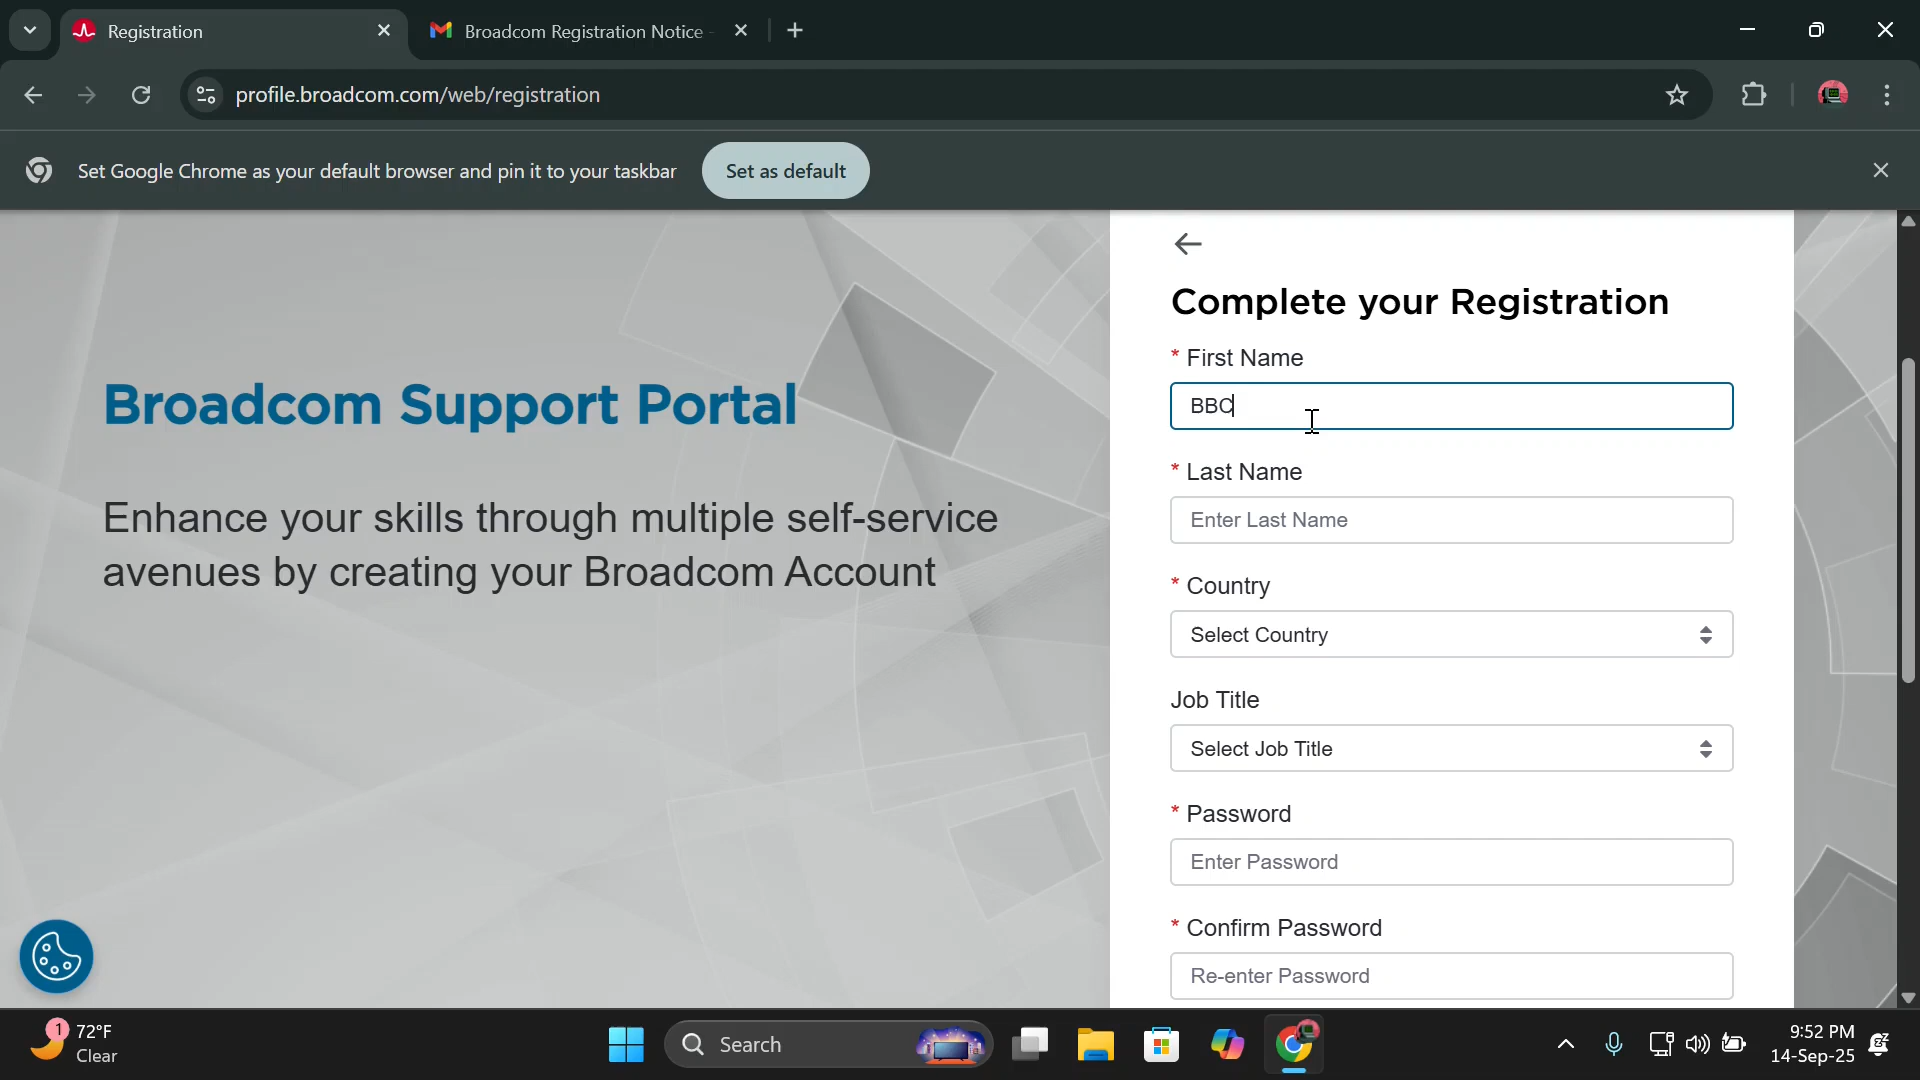 Registration
Broadcom Registration Notice
profile.broadcom.com/web/registration
Set Google Chrome as your default browser and pin it to your taskbar
Set as default
Broadcom Support Portal
Enhance your skills through multiple self-service
avenues by creating your Broadcom Account
Complete your Registration
* First Name
BBC
* Last Name
Enter Last Name
* Country
Select Country
Job Title
Select Job Title
* Password
Enter Password
* Confirm Password
Re-enter Password
1
72°F
Clear
Search
9:52 PM
14-Sep-25